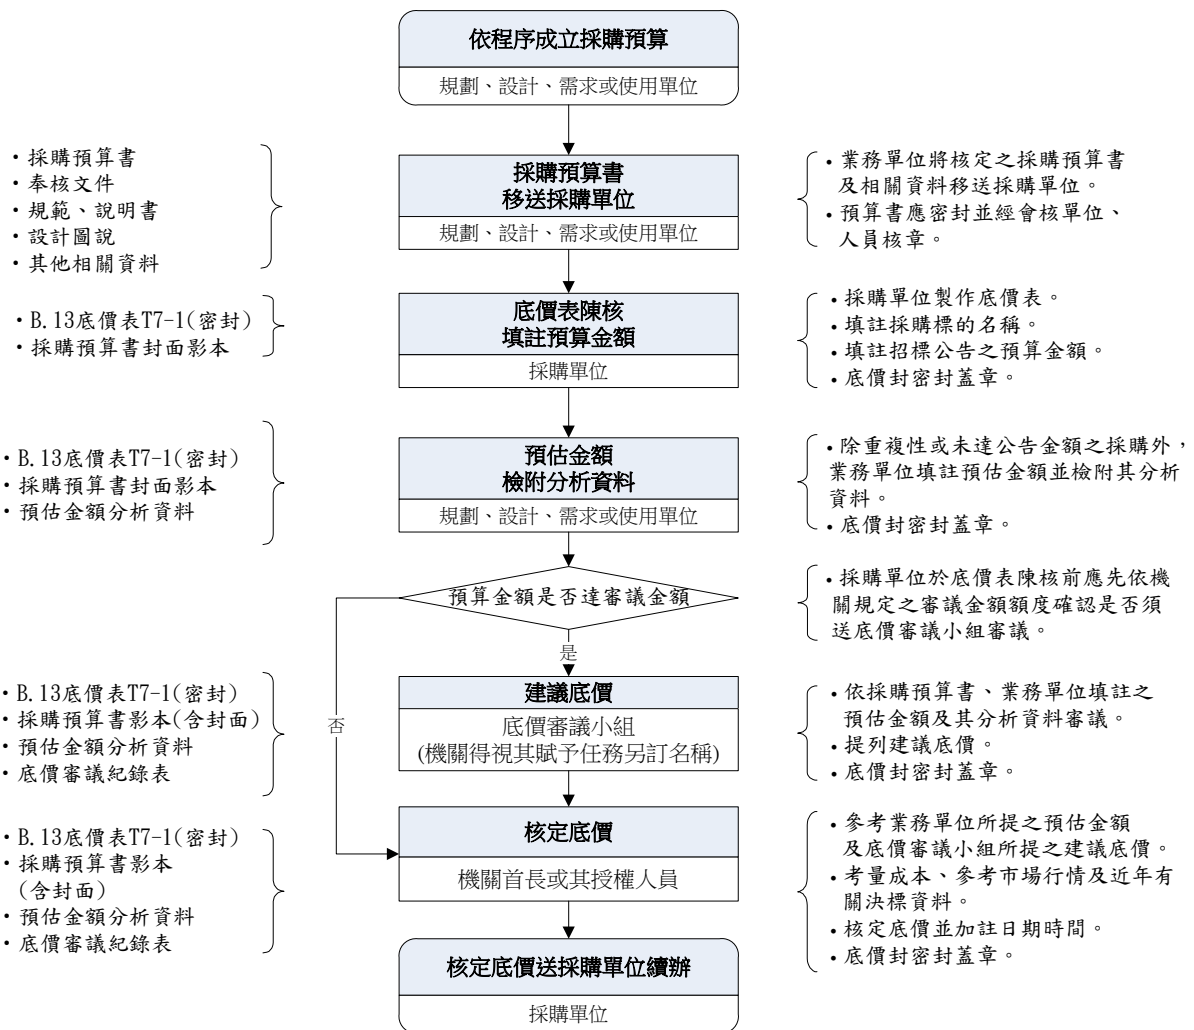 依程序成立採購預算
規劃、設計、需求或使用單位
・採購預算書
・奉核文件
・規範、說明書
・設計圖說
・其他相關資料
採購預算書
移送採購單位
規劃、設計、需求或使用單位
・業務單位將核定之採購預算書
及相關資料移送採購單位。
・預算書應密封並經會核單位、
人員核章。
・B.13底價表T7-1(密封)
・採購預算書封面影本
底價表陳核
填註預算金額
採購單位
・採購單位製作底價表。
・填註採購標的名稱。
・填註招標公告之預算金額。
・底價封密封蓋章。
・B.13底價表T7-1(密封)
・採購預算書封面影本
・預估金額分析資料
預估金額
檢附分析資料
規劃、設計、需求或使用單位
・除重複性或未達公告金額之採購外，
業務單位填註預估金額並檢附其分析
資料。
・底價封密封蓋章。
預算金額是否達審議金額
・採購單位於底價表陳核前應先依機
關規定之審議金額額度確認是否須
送底價審議小組審議。
是
否
・B.13底價表T7-1(密封)
・採購預算書影本(含封面)
・預估金額分析資料
・底價審議紀錄表
建議底價
底價審議小組
(機關得視其賦予任務另訂名稱)
・依採購預算書、業務單位填註之
預估金額及其分析資料審議。
・提列建議底價。
・底價封密封蓋章。
・B.13底價表T7-1(密封)
・採購預算書影本
(含封面)
・預估金額分析資料
・底價審議紀錄表
核定底價
機關首長或其授權人員
・參考業務單位所提之預估金額
及底價審議小組所提之建議底價。
・考量成本、參考市場行情及近年有
關決標資料。
・核定底價並加註日期時間。
・底價封密封蓋章。
核定底價送採購單位續辦
採購單位